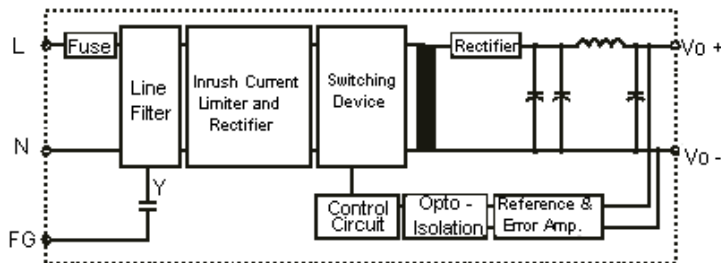 L
Fuse
Line
Filter
Inrush Current
Limiter and
Rectifier
Switching
Device
Rectifier
Vo +
N
Vo -
Y
FG
Control
Circuit
Opto -
Isolation
Reference &
Error Amp.